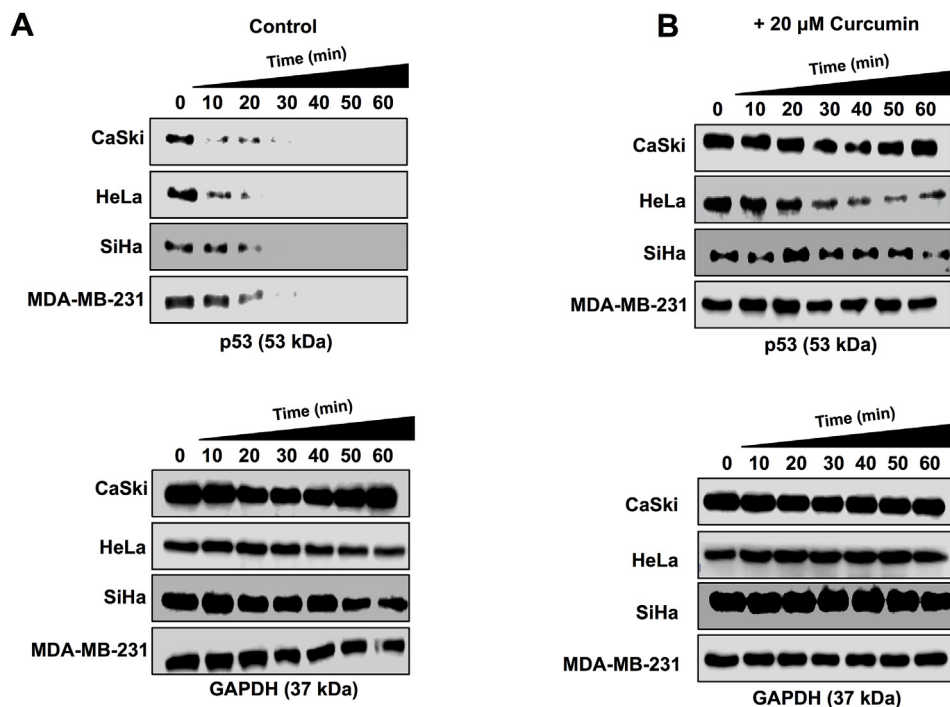 A
Control
Time (min)
0 10 20 30 40 50 60
CaSki
HeLa
SiHa
MDA-MB-231
p53 (53 kDa)
Time (min)
0 10 20 30 40 50 60
CaSki
HeLa
SiHa
MDA-MB-231
GAPDH (37 kDa)
B
+ 20 µM Curcumin
Time (min)
0 10 20 30 40 50 60
CaSki
HeLa
SiHa
MDA-MB-231
p53 (53 kDa)
Time (min)
0 10 20 30 40 50 60
CaSki
HeLa
SiHa
MDA-MB-231
GAPDH (37 kDa)